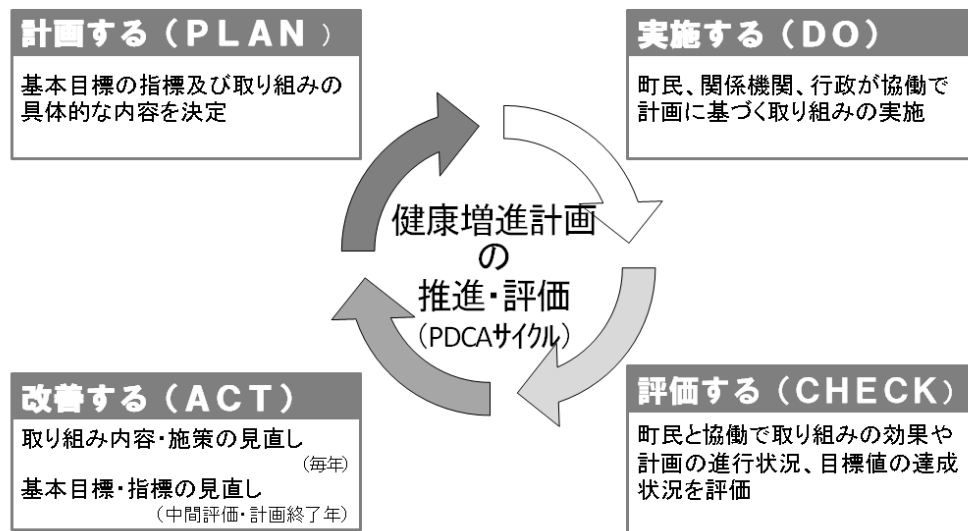 計画する（ＰＬＡＮ ）
基本目標の指標及び取り組みの
具体的な内容を決定
実施する（ＤＯ）
町民、関係機関、行政が協働で
計画に基づく取り組みの実施
健康増進計画
の
推進・評価
（PDCAサイクル）
改善する（ＡＣＴ）
取り組み内容・施策の見直し
（毎年）
基本目標・指標の見直し
（中間評価・計画終了年）
評価する（ＣＨＥＣＫ）
町民と協働で取り組みの効果や
計画の進行状況、目標値の達成
状況を評価